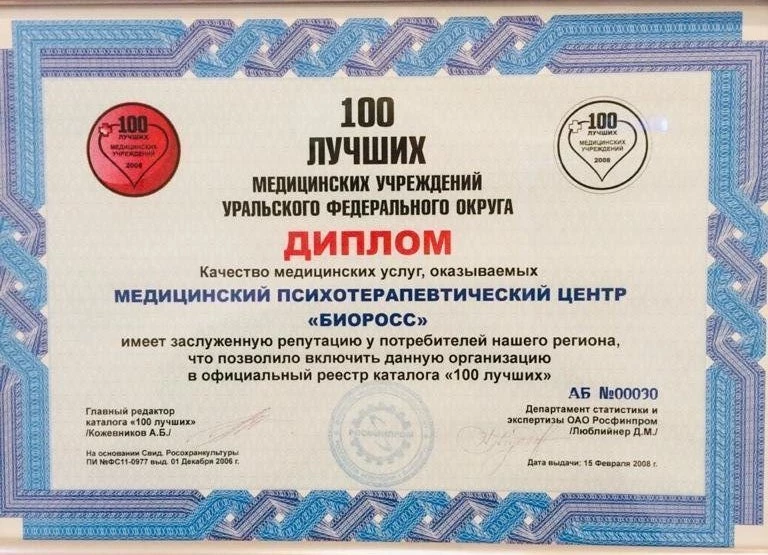 100
ЛУЧШИХ
МЕДИЦИНСКИХ УЧРЕЖДЕНИЙ
УРАЛЬСКОГО ФЕДЕРАЛЬНОГО ОКРУГА
100
ЛУЧШИХ
МЕДИЦИНСКИХ
УЧРЕЖДЕНИЙ
2008
100
ЛУЧШИХ
МЕДИЦИНСКИХ
УЧРЕЖДЕНИЙ
2008
ДИПЛОМ
Качество медицинских услуг, оказываемых
МЕДИЦИНСКИЙ ПСИХОТЕРАПЕВТИЧЕСКИЙ ЦЕНТР
«БИОРОСС»
имеет заслуженную репутацию у потребителей нашего региона,
что позволило включить данную организацию
в официальный реестр каталога «100 лучших»
АБ №00030
Главный редактор
каталога «100 лучших»
/Кожевников А.Б./
На основании Свид. Росохранкультуры
ПИ №ФС11-0977 выд. 01 Декабря 2006 г.
Департамент статистики и
экспертизы ОАО Росфинпром
/Люблийнер Д.М./
Дата выдачи: 15 Февраля 2008 г.